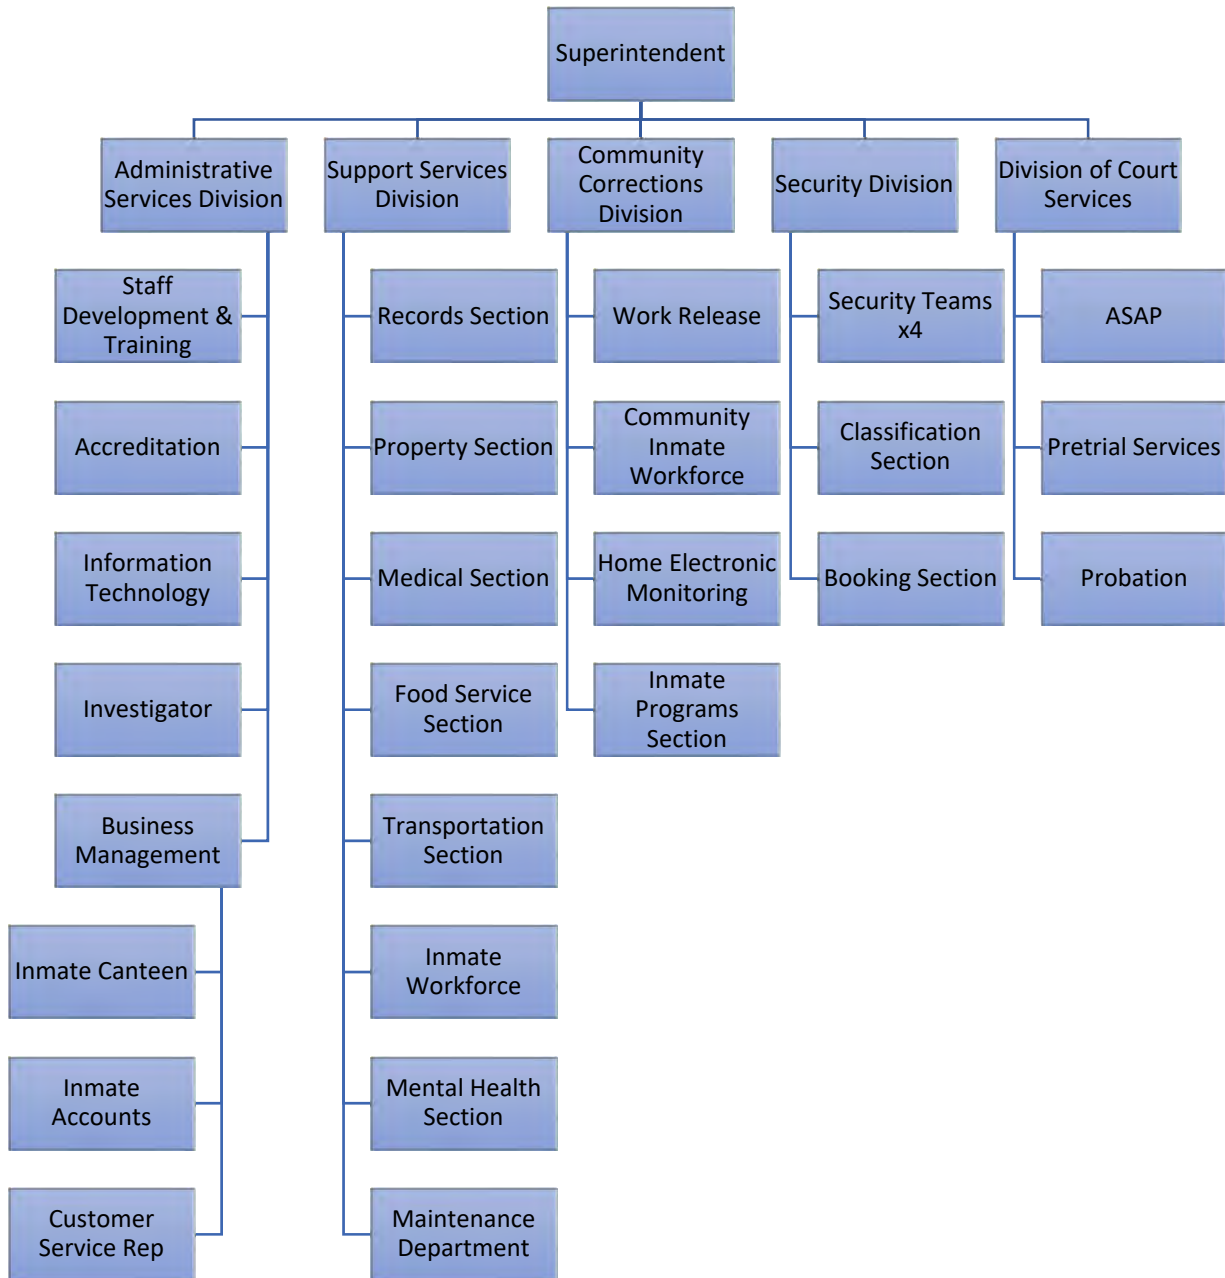 Superintendent
Administrative
Services Division
Support Services
Division
Community
Corrections
Division
Security Division
Division of Court
Services
Staff
Development &
Training
Records Section
Work Release
Security Teams
x4
ASAP
Accreditation
Property Section
Community
Inmate
Workforce
Classification
Section
Pretrial Services
Information
Technology
Medical Section
Home Electronic
Monitoring
Booking Section
Probation
Investigator
Food Service
Section
Inmate
Programs
Section
Business
Management
Transportation
Section
Inmate Canteen
Inmate
Workforce
Inmate
Accounts
Mental Health
Section
Customer
Service Rep
Maintenance
Department